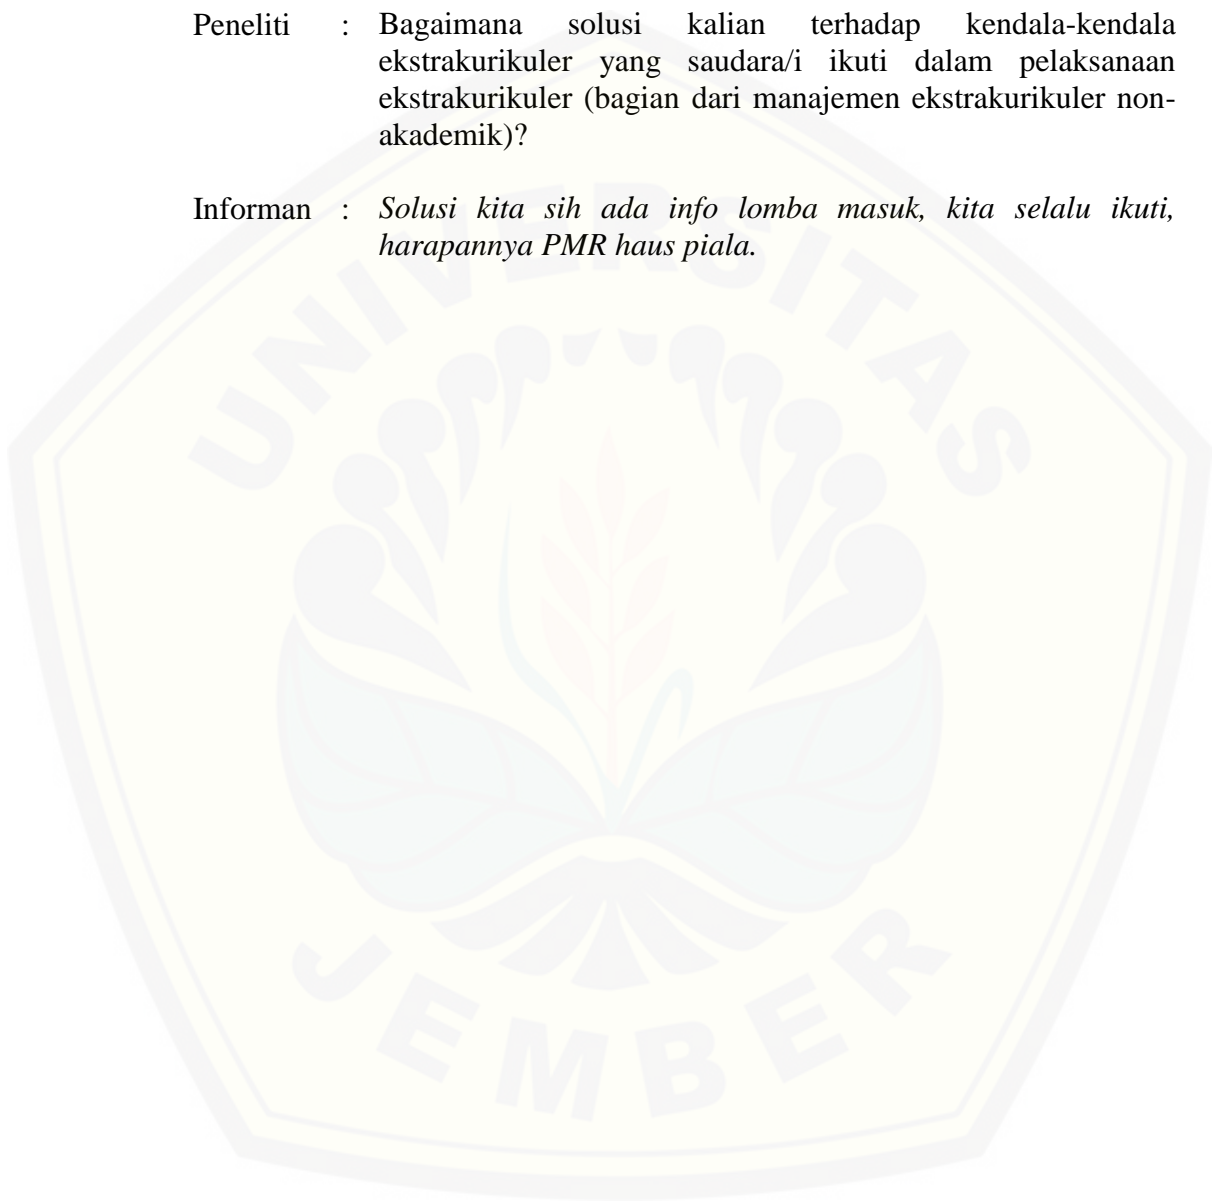 Peneliti : Bagaimana solusi kalian terhadap kendala-kendala
ekstrakurikuler yang saudara/i ikuti dalam pelaksanaan
ekstrakurikuler (bagian dari manajemen ekstrakurikuler non-
akademik)?
Informan : Solusi kita sih ada info lomba masuk, kita selalu ikuti,
harapannya PMR haus piala.
UNIVERSITAS
JEMBER